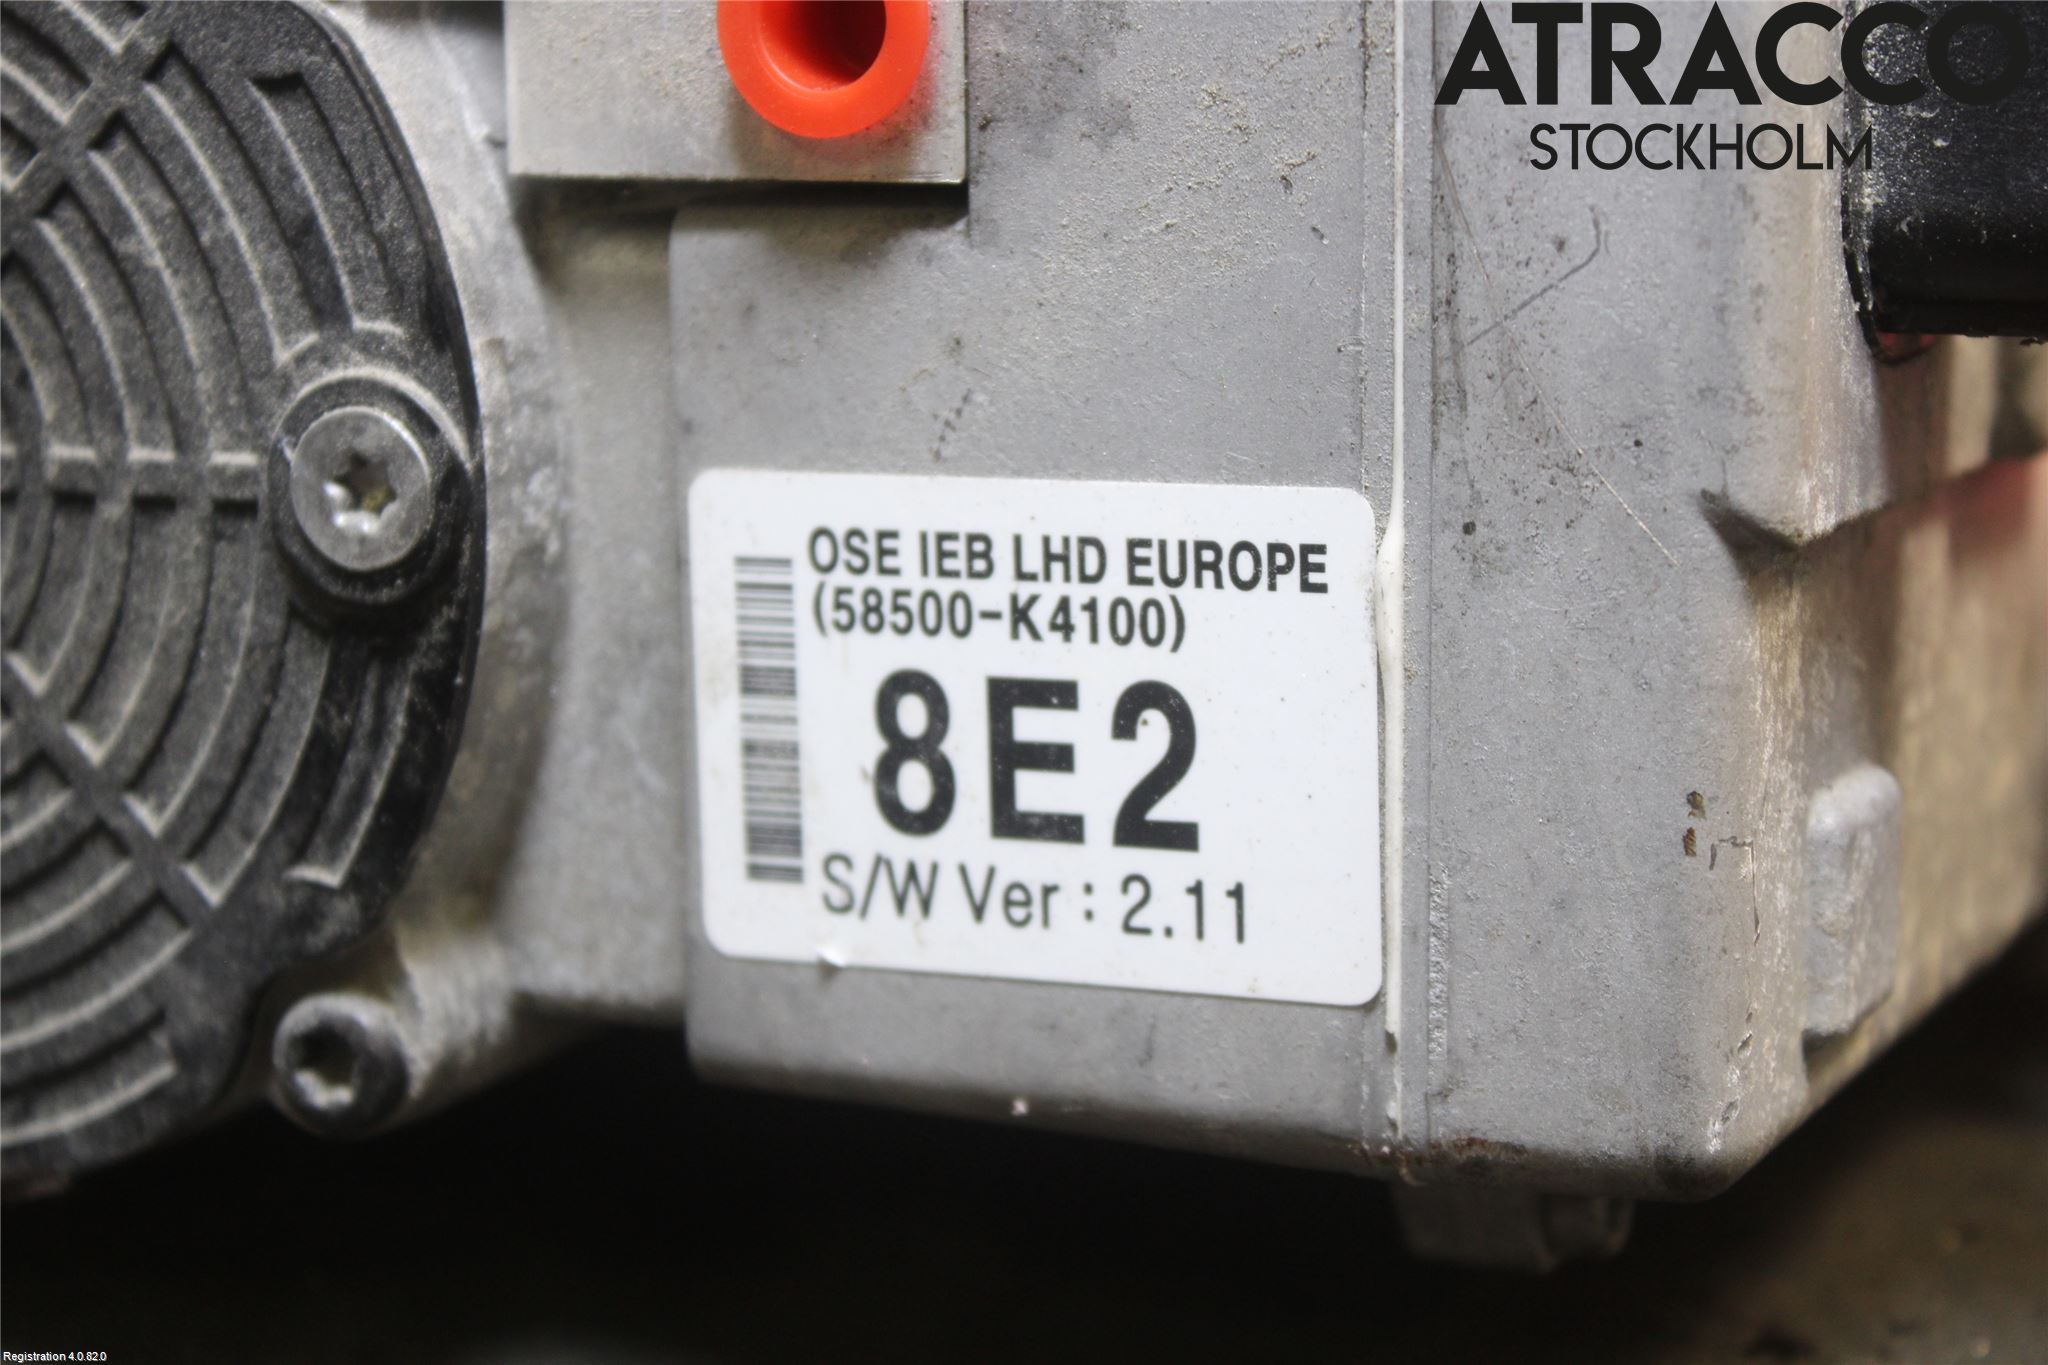 ATRACCO
STOCKHOLM
OSE IEB LHD EUROPE
(58500-K4100)
8E2
S/W Ver : 2.11
Registration 4.0.82.0